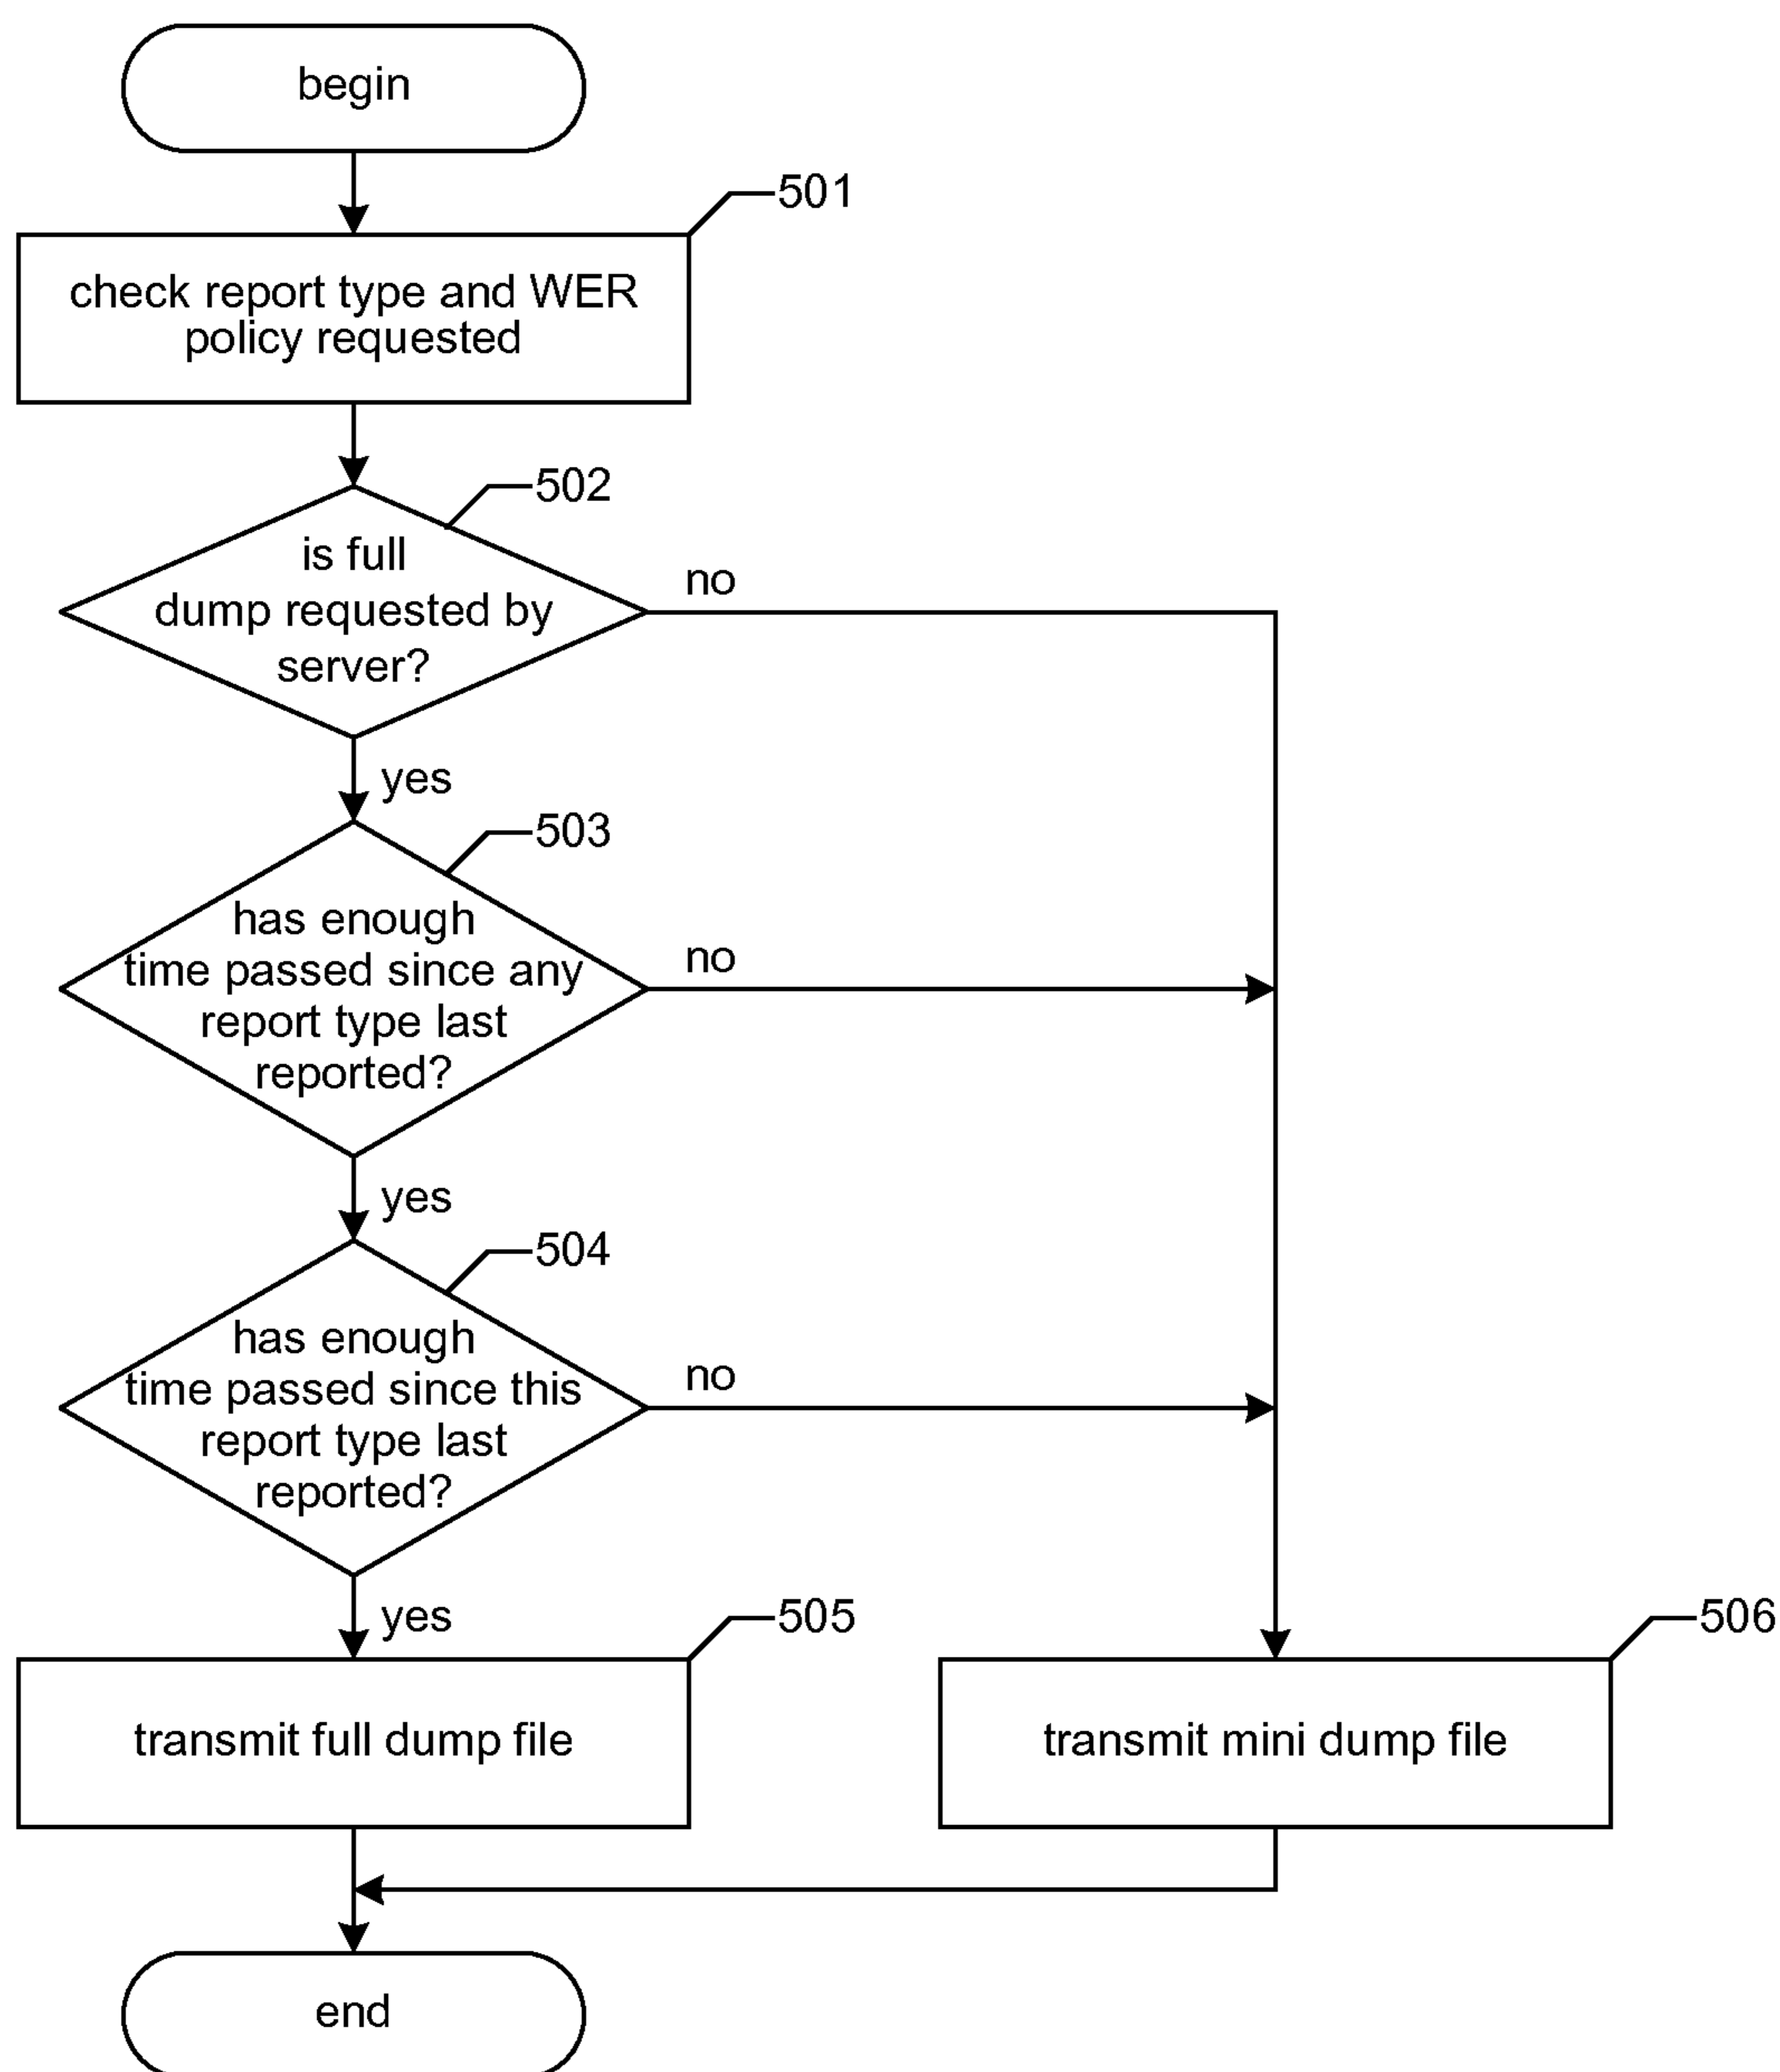 begin
501
check report type and WER
policy requested
502
is full
dump requested by
server?
no
yes
503
has enough
time passed since any
report type last
reported?
no
yes
504
has enough
time passed since this
report type last
reported?
no
yes
505
transmit full dump file
506
transmit mini dump file
end